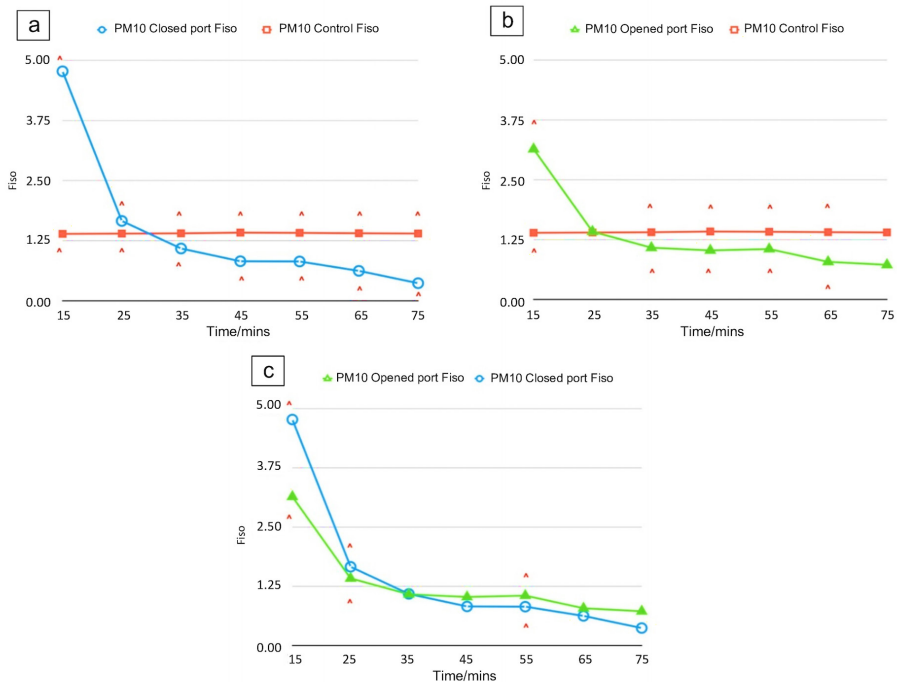 a
PM10 Closed port Fiso
PM10 Control Fiso
5.00
3.75
2.50
1.25
0.00
Fiso
15 25 35 45 55 65 75
Time/mins
b
PM10 Opened port Fiso
PM10 Control Fiso
5.00
3.75
2.50
1.25
0.00
Fiso
15 25 35 45 55 65 75
Time/mins
c
PM10 Opened port Fiso
PM10 Closed port Fiso
5.00
3.75
2.50
1.25
0.00
Fiso
15 25 35 45 55 65 75
Time/mins